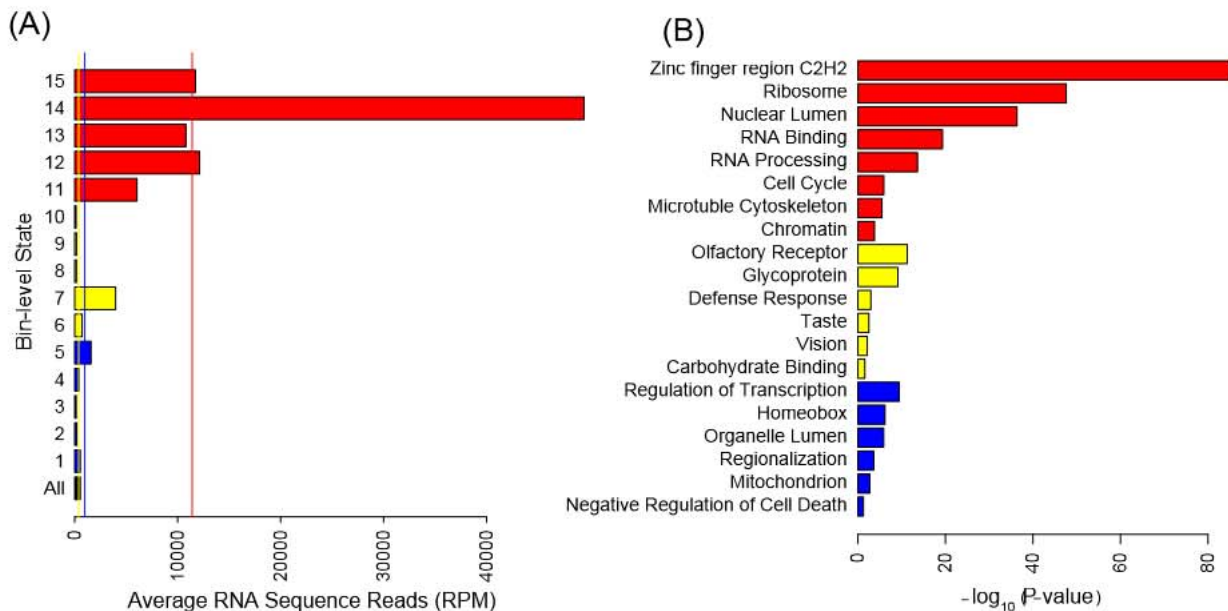 (A)
Bin-level State
15
14
13
12
11
10
9
8
7
6
5
4
3
2
1
All
0
10000
20000
30000
40000
Average RNA Sequence Reads (RPM)
(B)
Zinc finger region C2H2
Ribosome
Nuclear Lumen
RNA Binding
RNA Processing
Cell Cycle
Microtuble Cytoskeleton
Chromatin
Olfactory Receptor
Glycoprotein
Defense Response
Taste
Vision
Carbohydrate Binding
Regulation of Transcription
Homeobox
Organelle Lumen
Regionalization
Mitochondrion
Negative Regulation of Cell Death
0
20
40
60
80
-log10 (P-value)